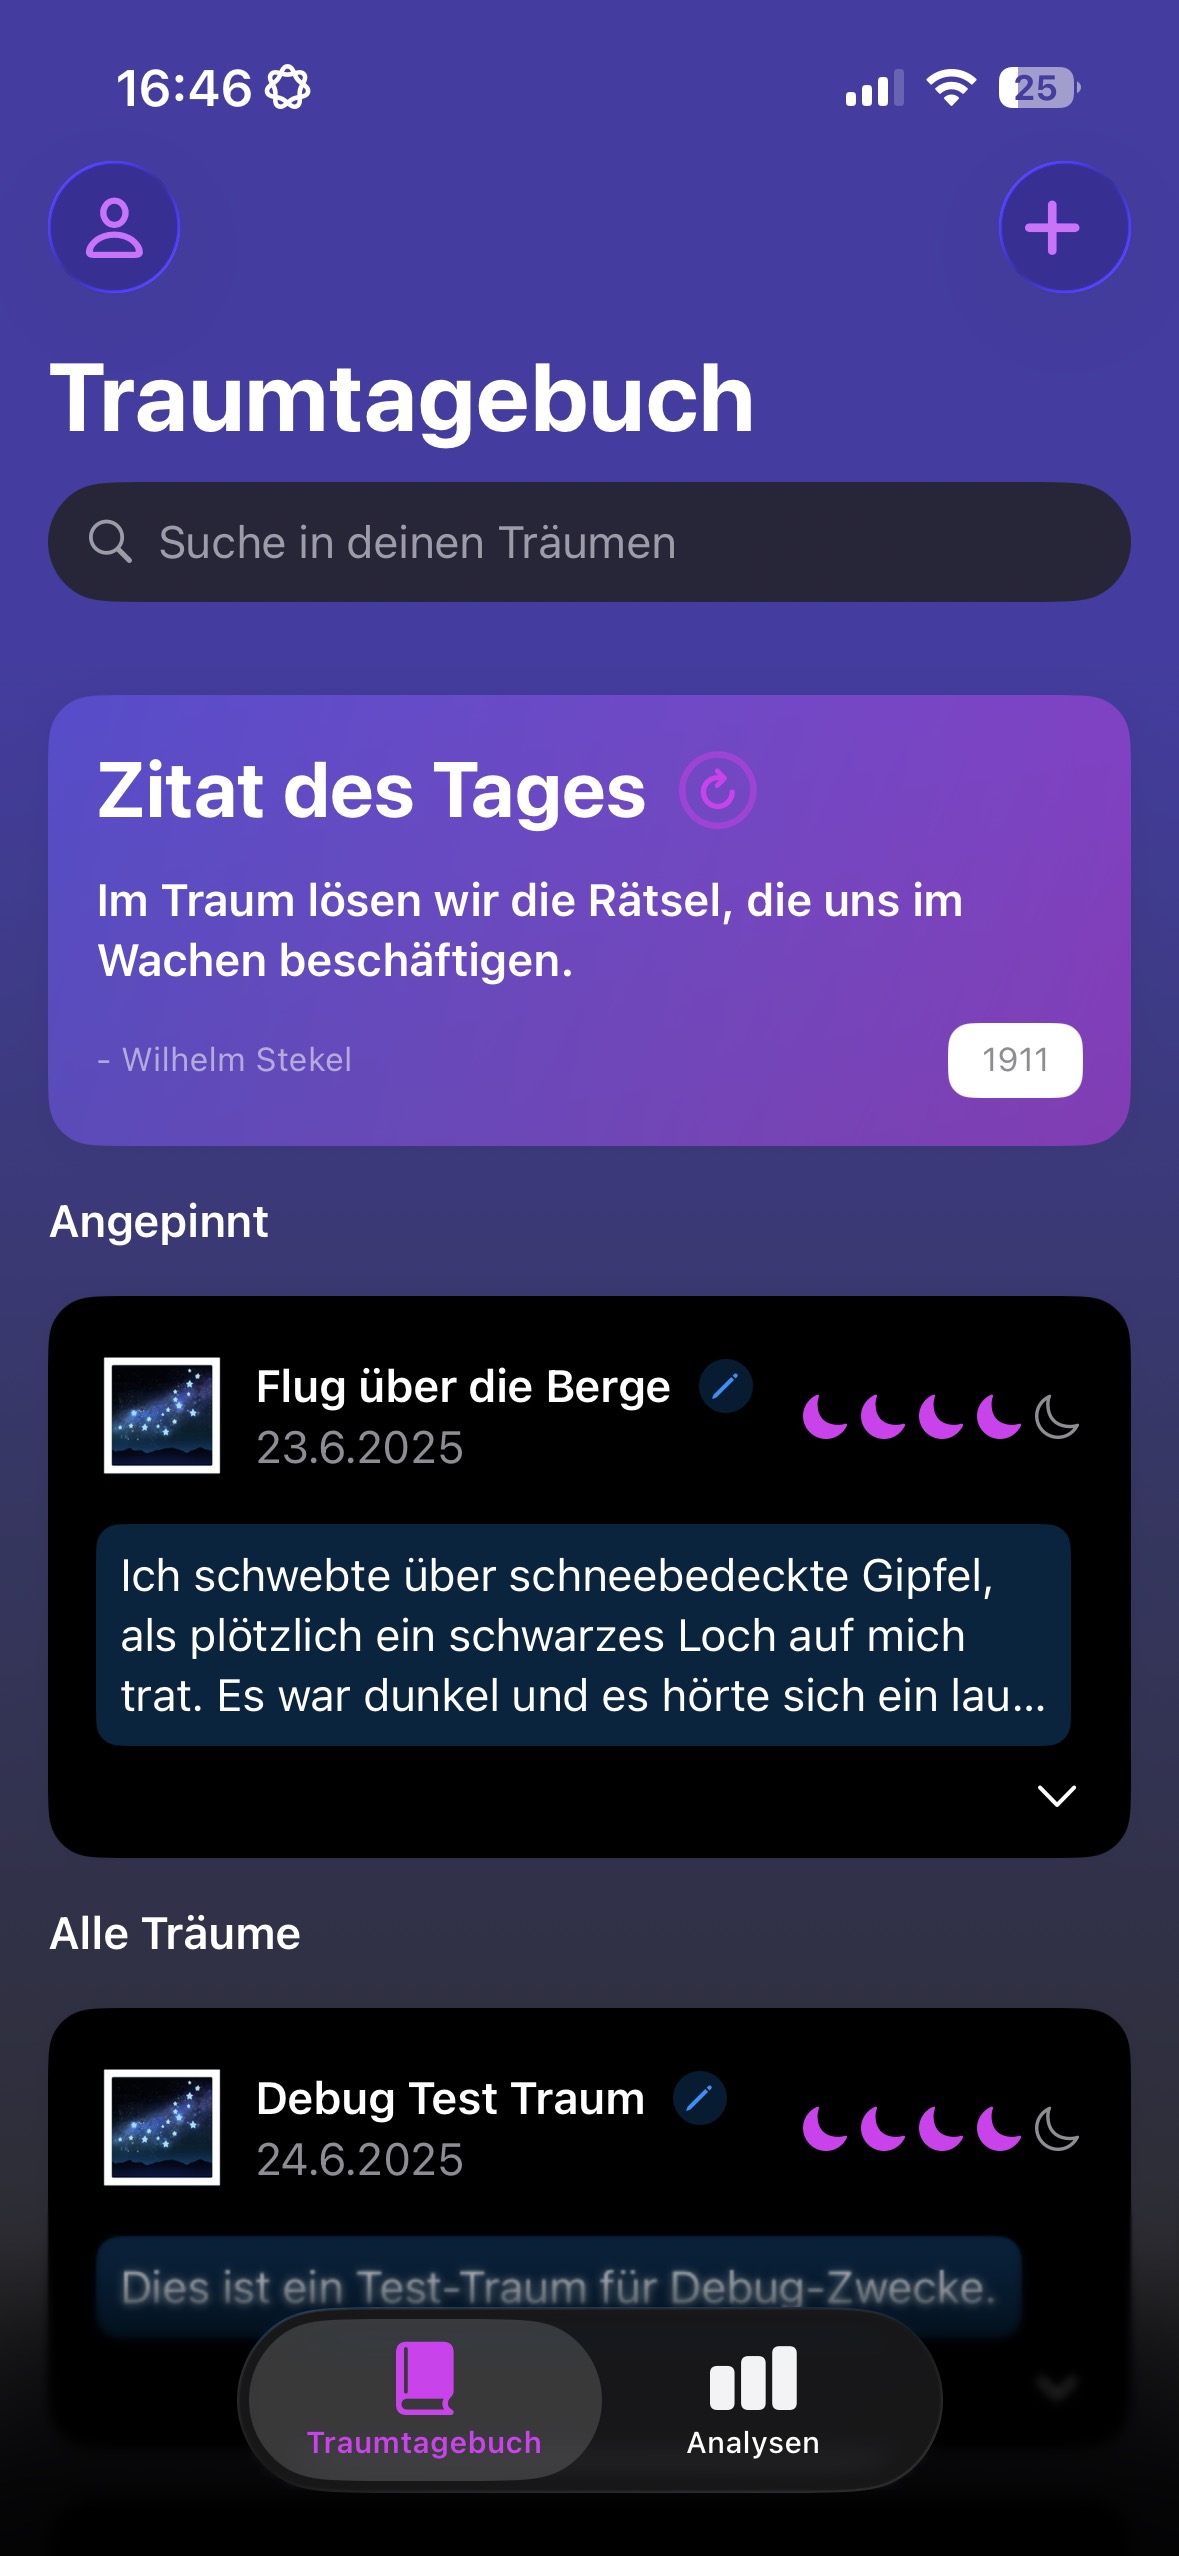 16:46
25
Traumtagebuch
Suche in deinen Träumen
Zitat des Tages
Im Traum lösen wir die Rätsel, die uns im
Wachen beschäftigen.
- Wilhelm Stekel
1911
Angepinnt
Flug über die Berge
23.6.2025
Ich schwebte über schneebedeckte Gipfel,
als plötzlich ein schwarzes Loch auf mich
trat. Es war dunkel und es hörte sich ein lau...
Alle Träume
Debug Test Traum
24.6.2025
Dies ist ein Test-Traum für Debug-Zwecke.
Traumtagebuch
Analysen